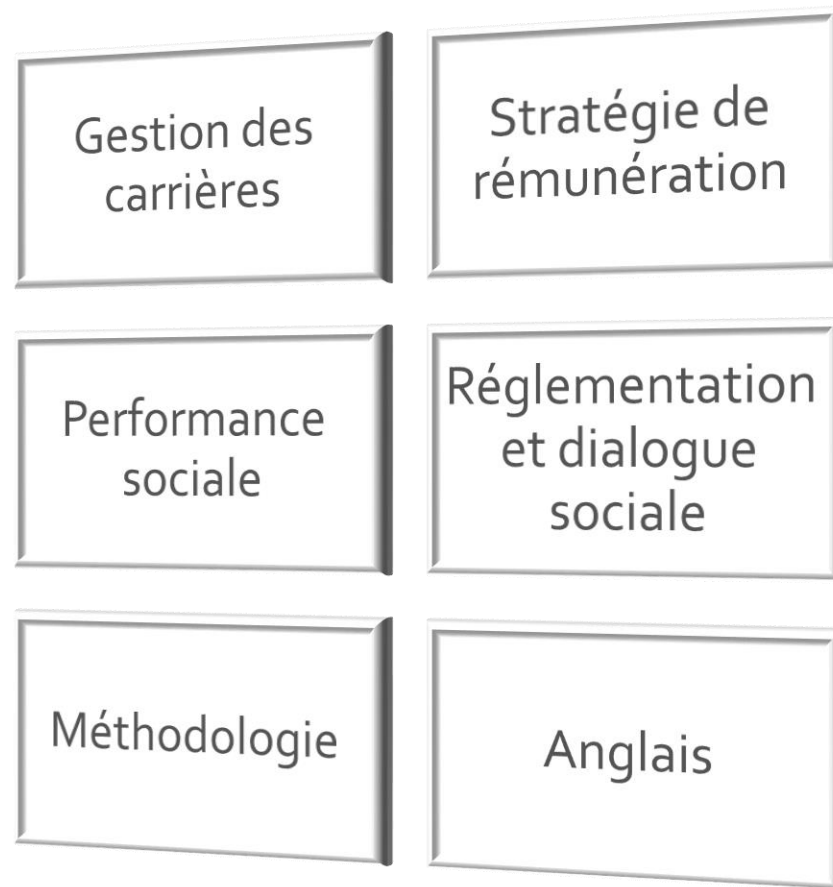 Gestion des
carrières
Stratégie de
rémunération
Performance
sociale
Réglementation
et dialogue
sociale
Méthodologie
Anglais